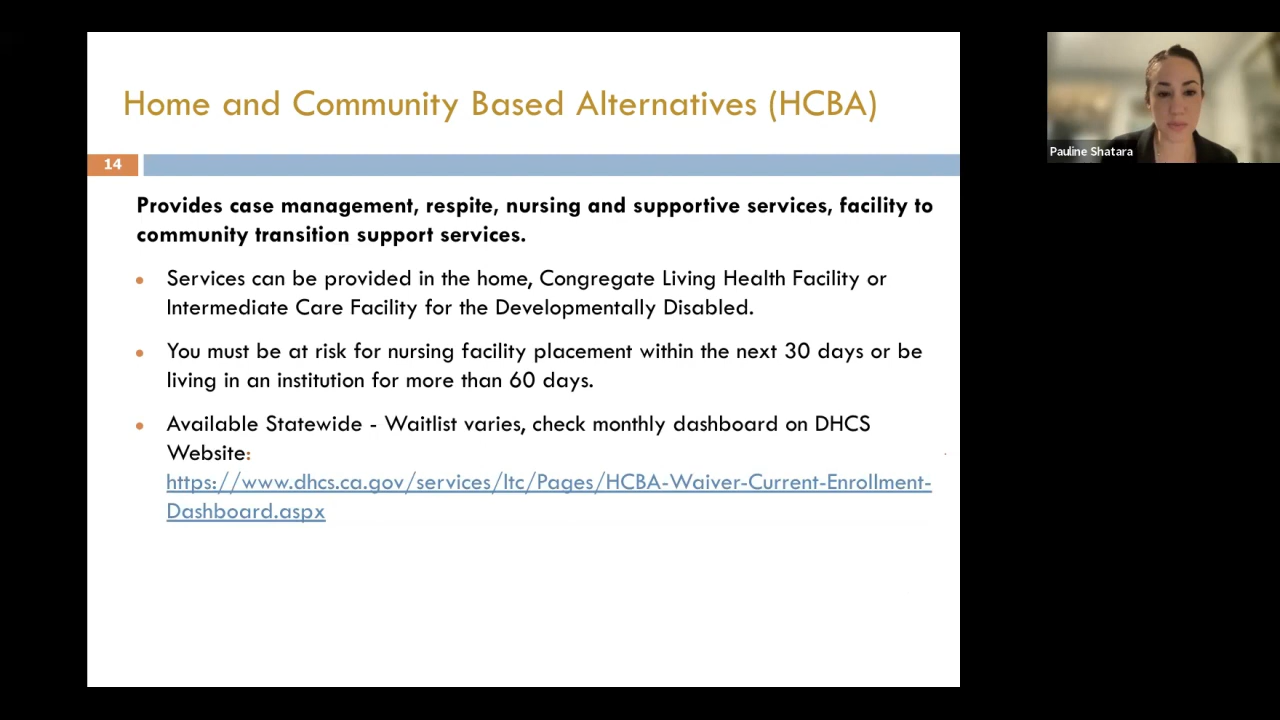 Home and Community Based Alternatives (HCBA)
14
Provides case management, respite, nursing and supportive services, facility to
community transition support services.
• Services can be provided in the home, Congregate Living Health Facility or
Intermediate Care Facility for the Developmentally Disabled.
• You must be at risk for nursing facility placement within the next 30 days or be
living in an institution for more than 60 days.
• Available Statewide - Waitlist varies, check monthly dashboard on DHCS
Website:
https://www.dhcs.ca.gov/services/ltc/Pages/HCBA-Waiver-Current-Enrollment-
Dashboard.aspx
Pauline Shatara